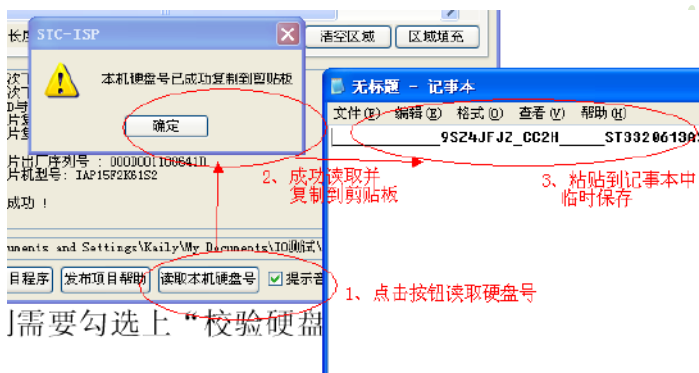 长度
STC-ISP
清空区域
区域填充
本机硬盘号已成功复制到剪贴板
确定
无标题 - 记事本
文件(F) 编辑(E) 格式(O) 查看(V) 帮助(H)
9SZ4JFJZ_CC2H____ST3320613A
片出厂序列号 : 0D0D001100641D
片机型号: IAP15F2K61S2
成功 !
2、成功读取并
复制到剪贴板
3、粘贴到记事本中
临时保存
uments and Settings\Kaily\My Documents\IO测试\
目程序
发布项目帮助
读取本机硬盘号
提示音
1、点击按钮读取硬盘号
需要勾选上“校验硬盘